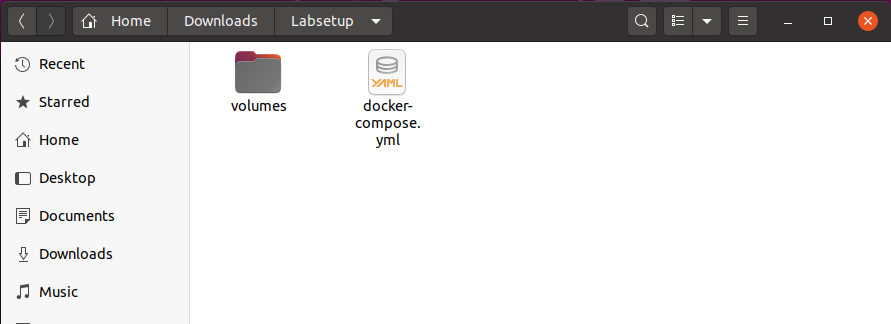 Home Downloads Labsetup
Recent
Starred
Home
Desktop
Documents
Downloads
Music
volumes
YAML
docker-
compose.
yml